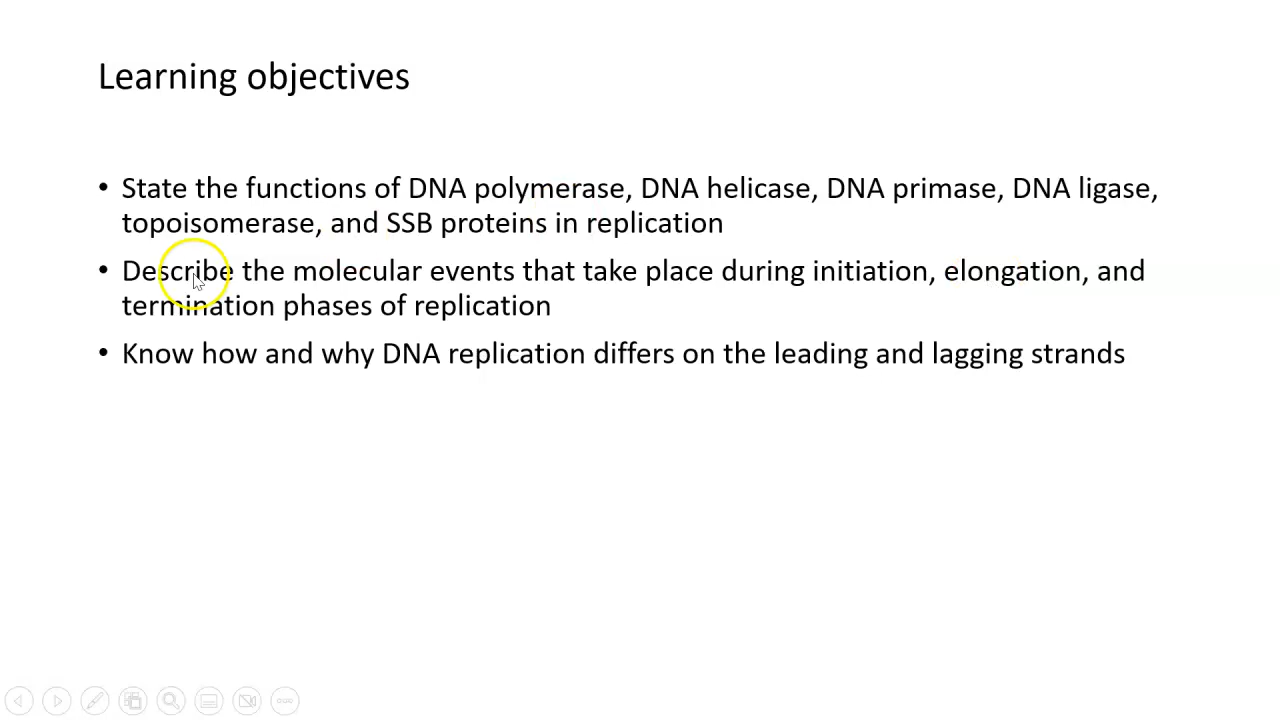 Learning objectives
• State the functions of DNA polymerase, DNA helicase, DNA primase, DNA ligase,
topoisomerase, and SSB proteins in replication
• Describe the molecular events that take place during initiation, elongation, and
termination phases of replication
• Know how and why DNA replication differs on the leading and lagging strands